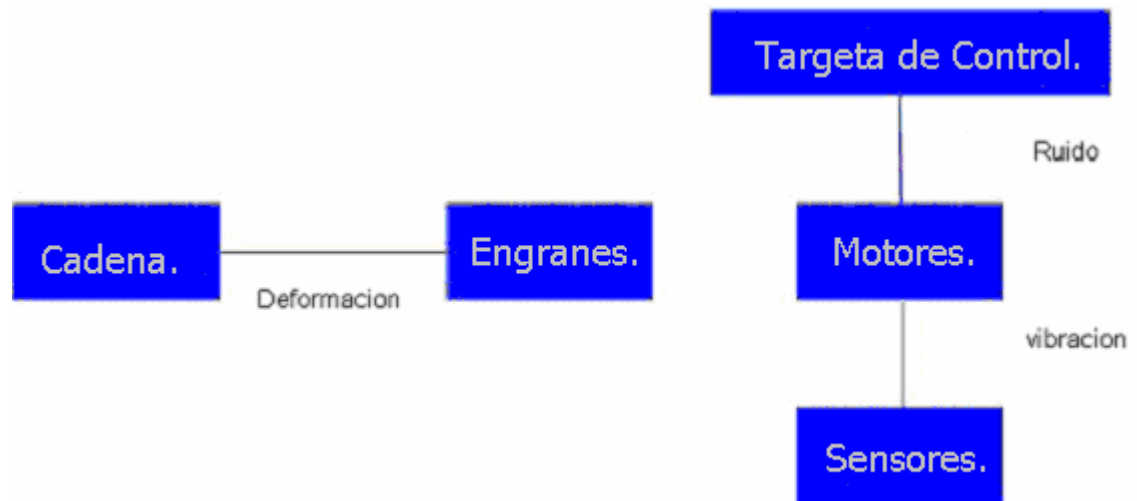 Targeta de Control.
Ruido
Cadena.
Deformacion
Engranes.
Motores.
vibracion
Sensores.